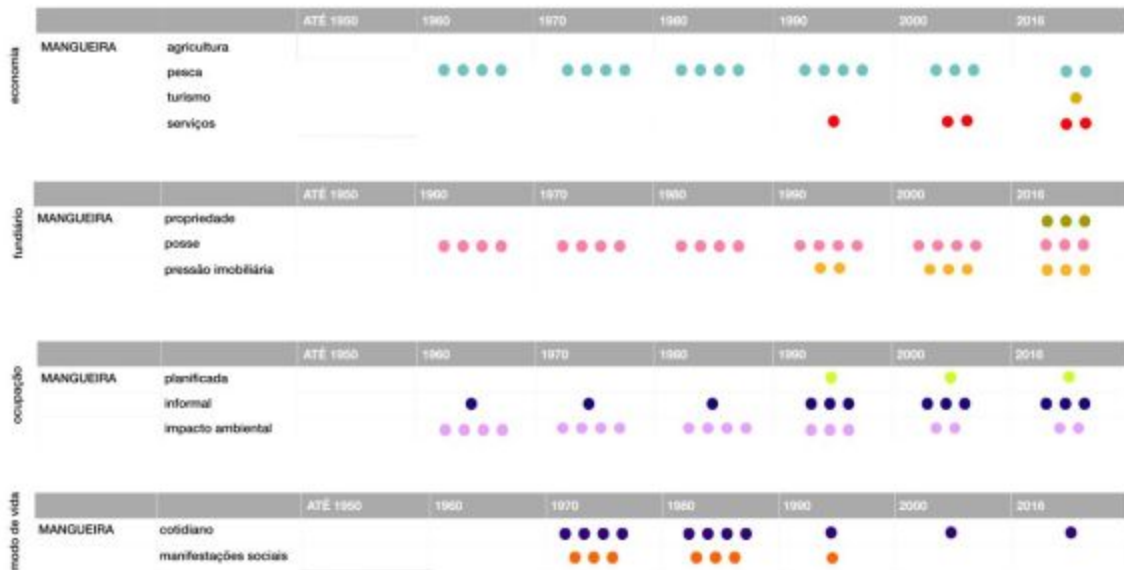 economia
ATÉ 1950 1960 1970 1980 1990 2000 2016
MANGUEIRA agricultura
pesca
turismo
serviços
fundiário
ATÉ 1950 1960 1970 1980 1990 2000 2016
MANGUEIRA propriedade
posse
pressão imobiliária
ocupação
ATÉ 1950 1960 1970 1980 1990 2000 2016
MANGUEIRA planificada
informal
impacto ambiental
modo de vida
ATÉ 1950 1960 1970 1980 1990 2000 2016
MANGUEIRA cotidiano
manifestações sociais